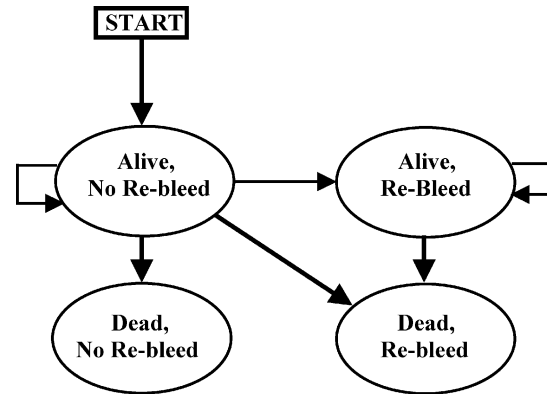 START
Alive,
No Re-bleed
Alive,
Re-Bleed
Dead,
No Re-bleed
Dead,
Re-bleed